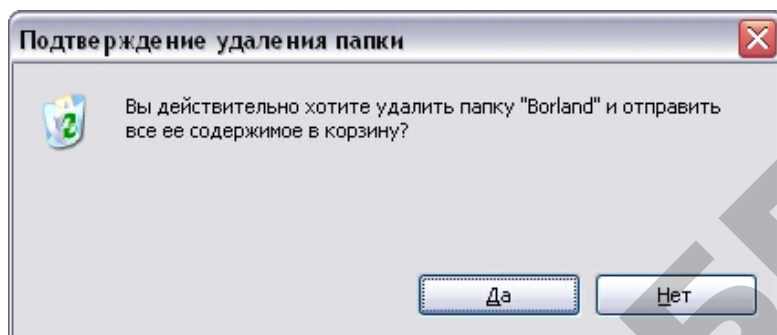 Подтверждение удаления папки
Вы действительно хотите удалить папку "Borland" и отправить
все ее содержимое в корзину?
Да
Нет